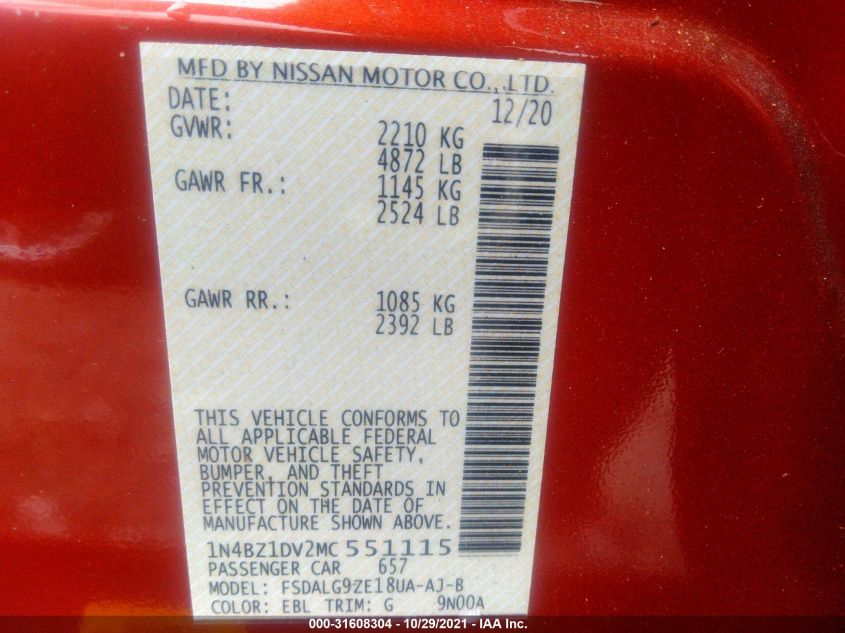 MFD BY NISSAN MOTOR CO., LTD.
DATE: 12/20
GVWR: 2210 KG
4872 LB
GAWR FR.: 1145 KG
2524 LB
GAWR RR.: 1085 KG
2392 LB
THIS VEHICLE CONFORMS TO
ALL APPLICABLE FEDERAL
MOTOR VEHICLE SAFETY,
BUMPER, AND THEFT
PREVENTION STANDARDS IN
EFFECT ON THE DATE OF
MANUFACTURE SHOWN ABOVE.
1N4BZ1DV2MC 551115
PASSENGER CAR 657
MODEL: FSDALG9ZE18UA-AJ-B
COLOR: EBL TRIM: G 9N00A
000-31608304 - 10/29/2021 - IAA Inc.